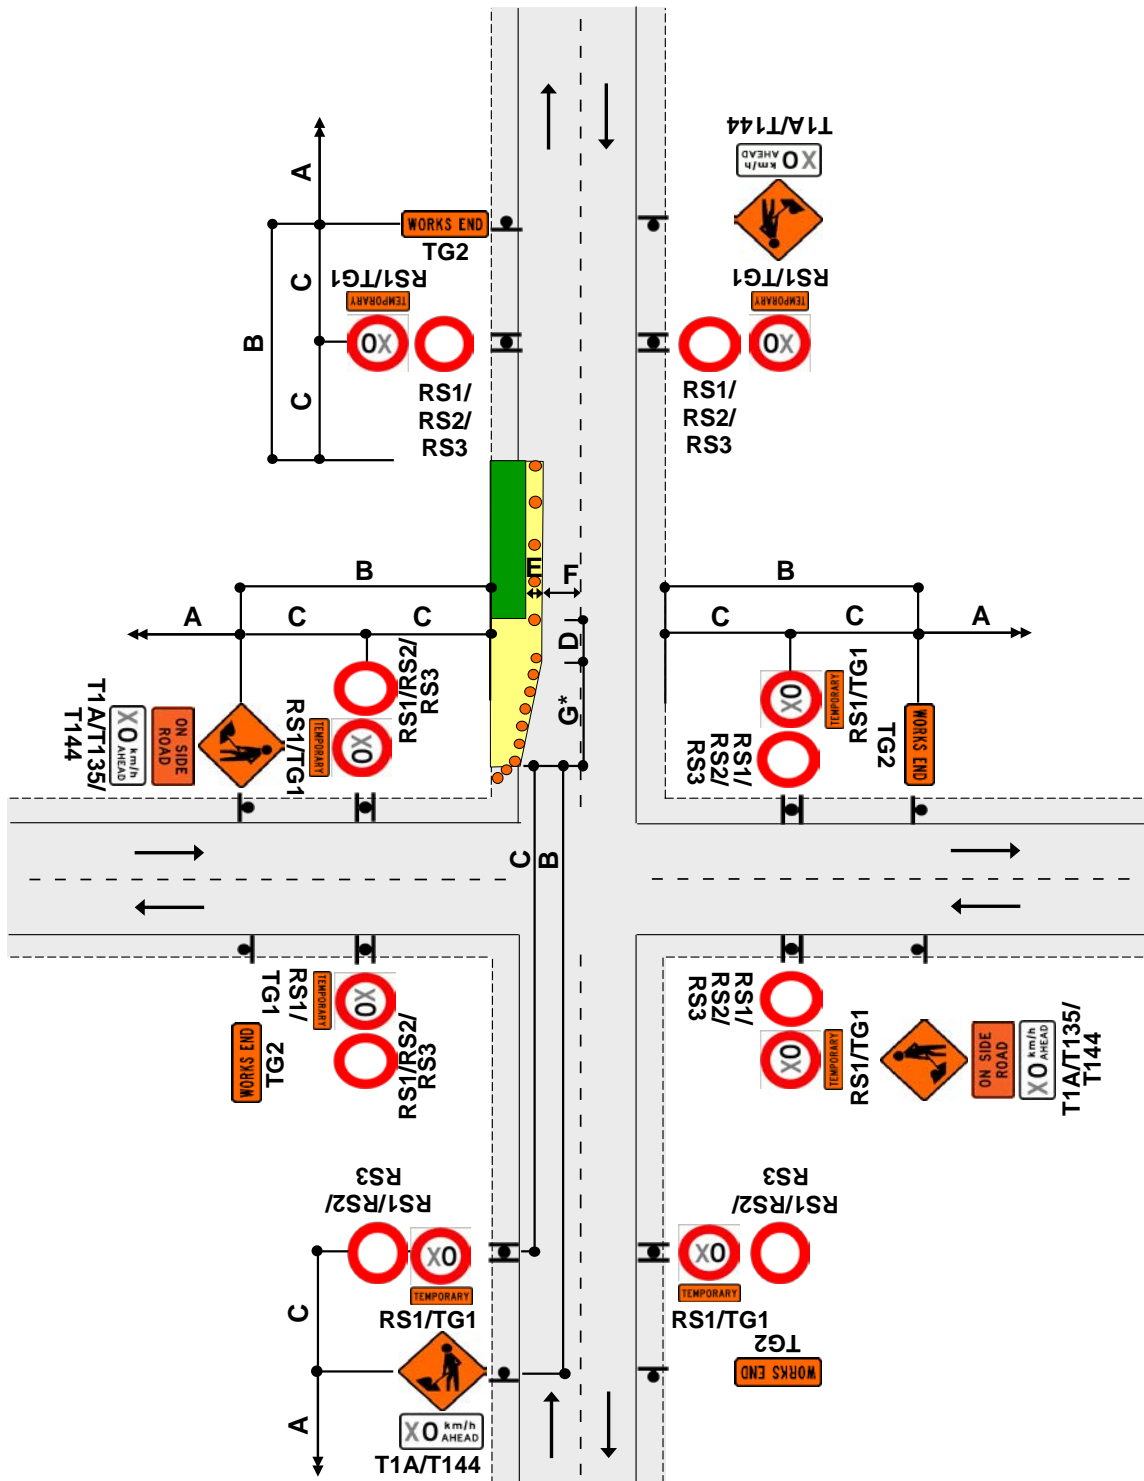 T1A/T144
X0 km/h
AHEAD
A
WORKS END
TG2
RS1/TG1
RS1/TG1
TEMPORARY
TEMPORARY
C
B
X0
X0
RS1/
RS2/
RS3
RS1/
RS2/
RS3
C
E
F
B
B
A
C
C
C
C
A
D
G*
RS1/RS2/
RS3
RS1/TG1
TEMPORARY
X0
T1A/T135/
T144
X0 km/h
AHEAD
ON SIDE
ROAD
X0
TEMPORARY
RS1/TG1
RS1/
RS2/
RS3
TG2
WORKS END
C
B
RS1/
TG1
TEMPORARY
X0
RS1/RS2/
RS3
WORKS END
TG2
RS1/
RS2/
RS3
X0
TEMPORARY
RS1/TG1
ON SIDE
ROAD
X0 km/h
AHEAD
T1A/T135/
T144
RS1/RS2/
RS3
RS1/RS2/
RS3
X0
X0
TEMPORARY
TEMPORARY
RS1/TG1
RS1/TG1
C
TG2
WORKS END
A
X0 km/h
AHEAD
T1A/T144